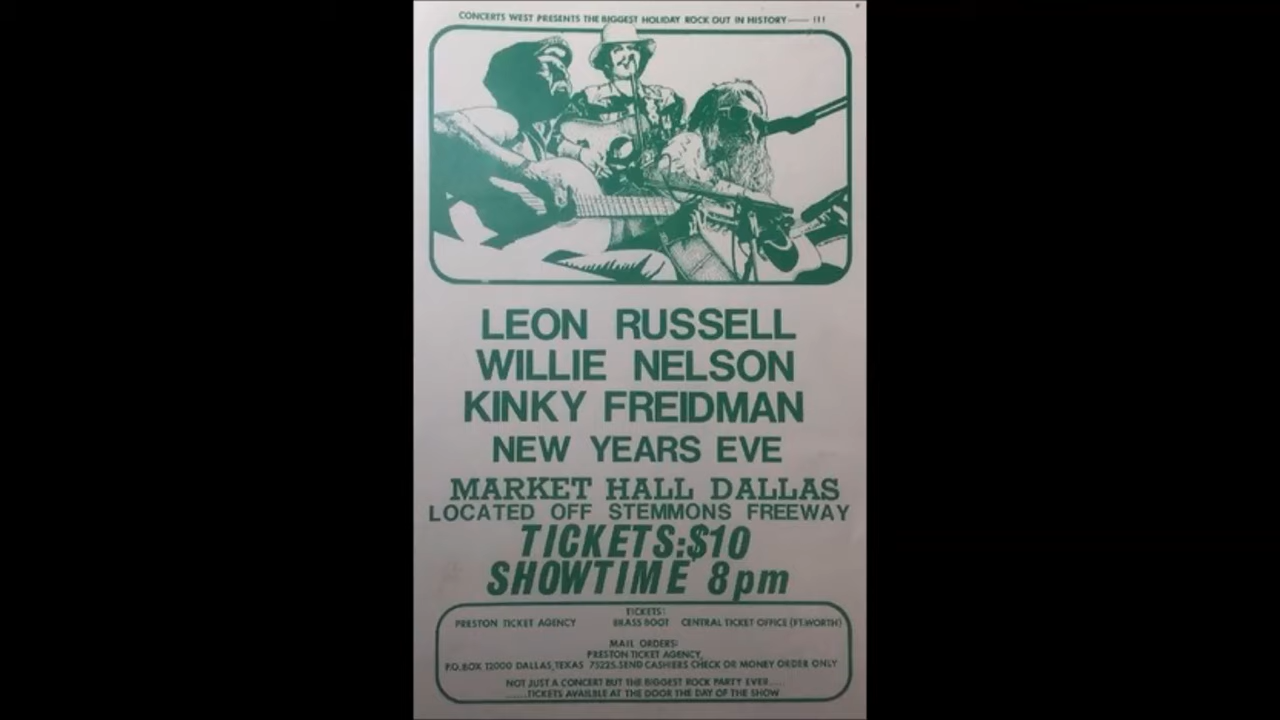 CONCERTS WEST PRESENTS THE BIGGEST HOLIDAY ROCK OUT IN HISTORY—— !!!
LEON RUSSELL
WILLIE NELSON
KINKY FREIDMAN
NEW YEARS EVE
MARKET HALL DALLAS
LOCATED OFF STEMMONS FREEWAY
TICKETS:$10
SHOWTIME 8pm
TICKETS:
PRESTON TICKET AGENCY BRASS BOOT CENTRAL TICKET OFFICE (FT.WORTH)
MAIL ORDERS:
PRESTON TICKET AGENCY,
P.O.BOX 12000 DALLAS,TEXAS 75225.SEND CASHIERS CHECK OR MONEY ORDER ONLY
NOT JUST A CONCERT BUT THE BIGGEST ROCK PARTY EVER.....
......TICKETS AVAILBLE AT THE DOOR THE DAY OF THE SHOW